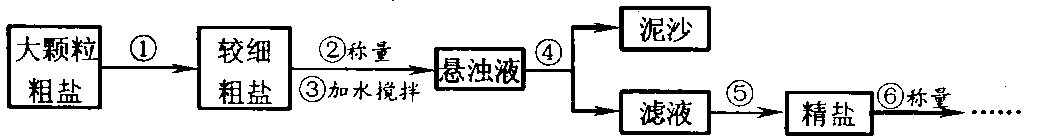 大颗粒
粗盐
①
较细
粗盐
②称量
③加水搅拌
悬浊液
④
泥沙
滤液
⑤
精盐
⑥称量
……